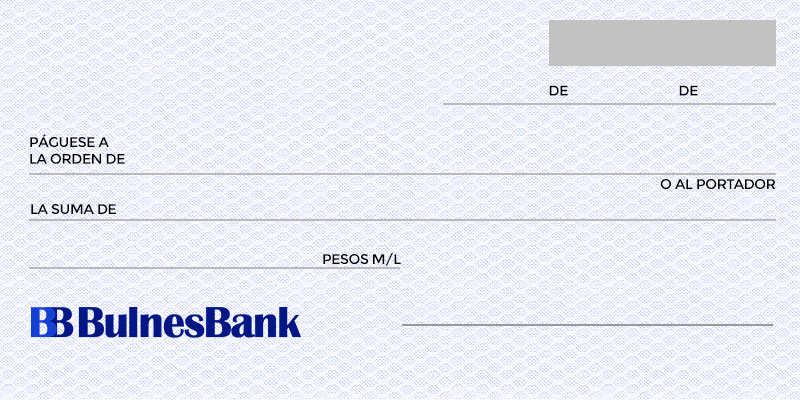 DE DE
PÁGUESE A
LA ORDEN DE
O AL PORTADOR
LA SUMA DE
PESOS M/L
BB BulnesBank